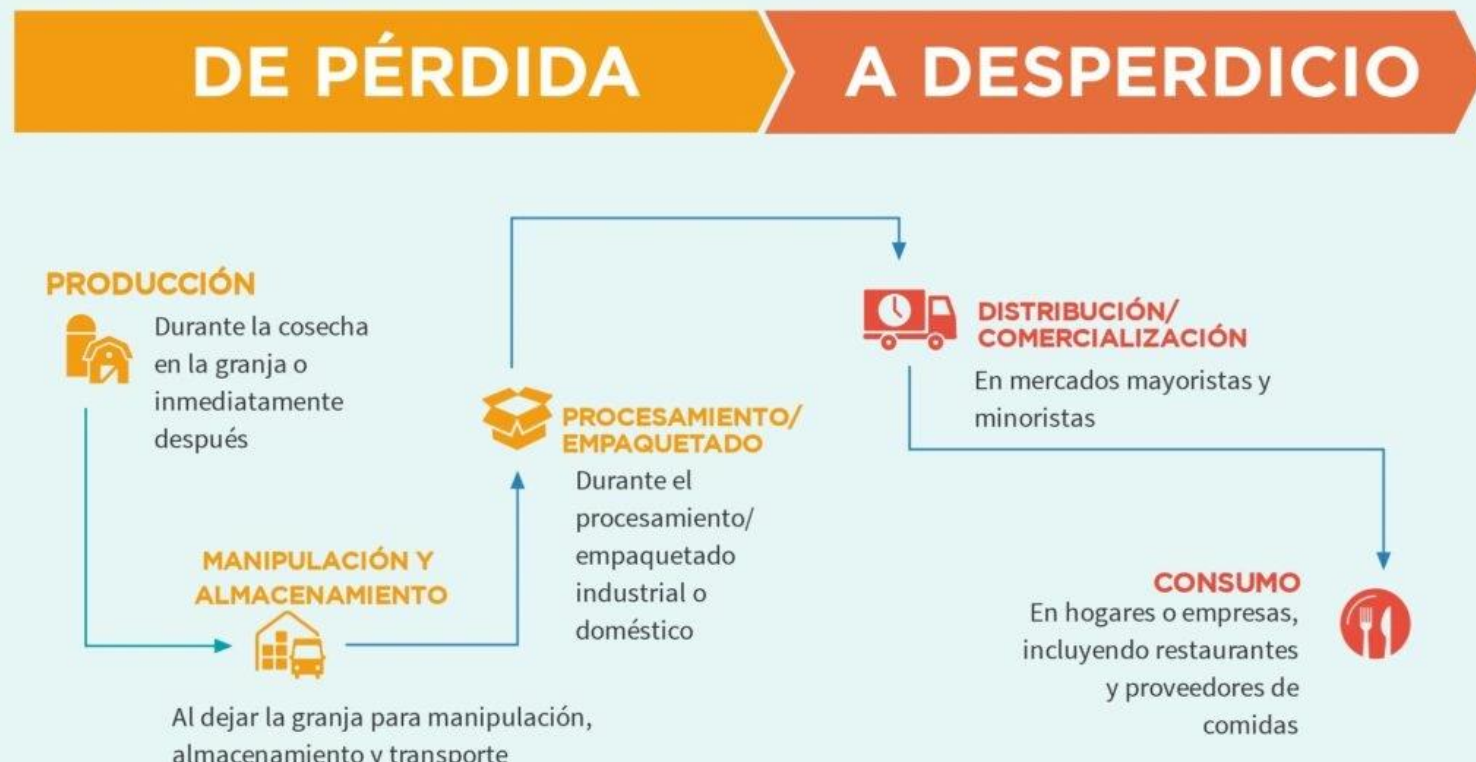 DE PÉRDIDA
A DESPERDICIO
PRODUCCIÓN
Durante la cosecha
en la granja o
inmediatamente
después
MANIPULACIÓN Y
ALMACENAMIENTO
Al dejar la granja para manipulación,
almacenamiento y transporte
PROCESAMIENTO/
EMPAQUETADO
Durante el
procesamiento/
empaquetado
industrial o
doméstico
DISTRIBUCIÓN/
COMERCIALIZACIÓN
En mercados mayoristas y
minoristas
CONSUMO
En hogares o empresas,
incluyendo restaurantes
y proveedores de
comidas